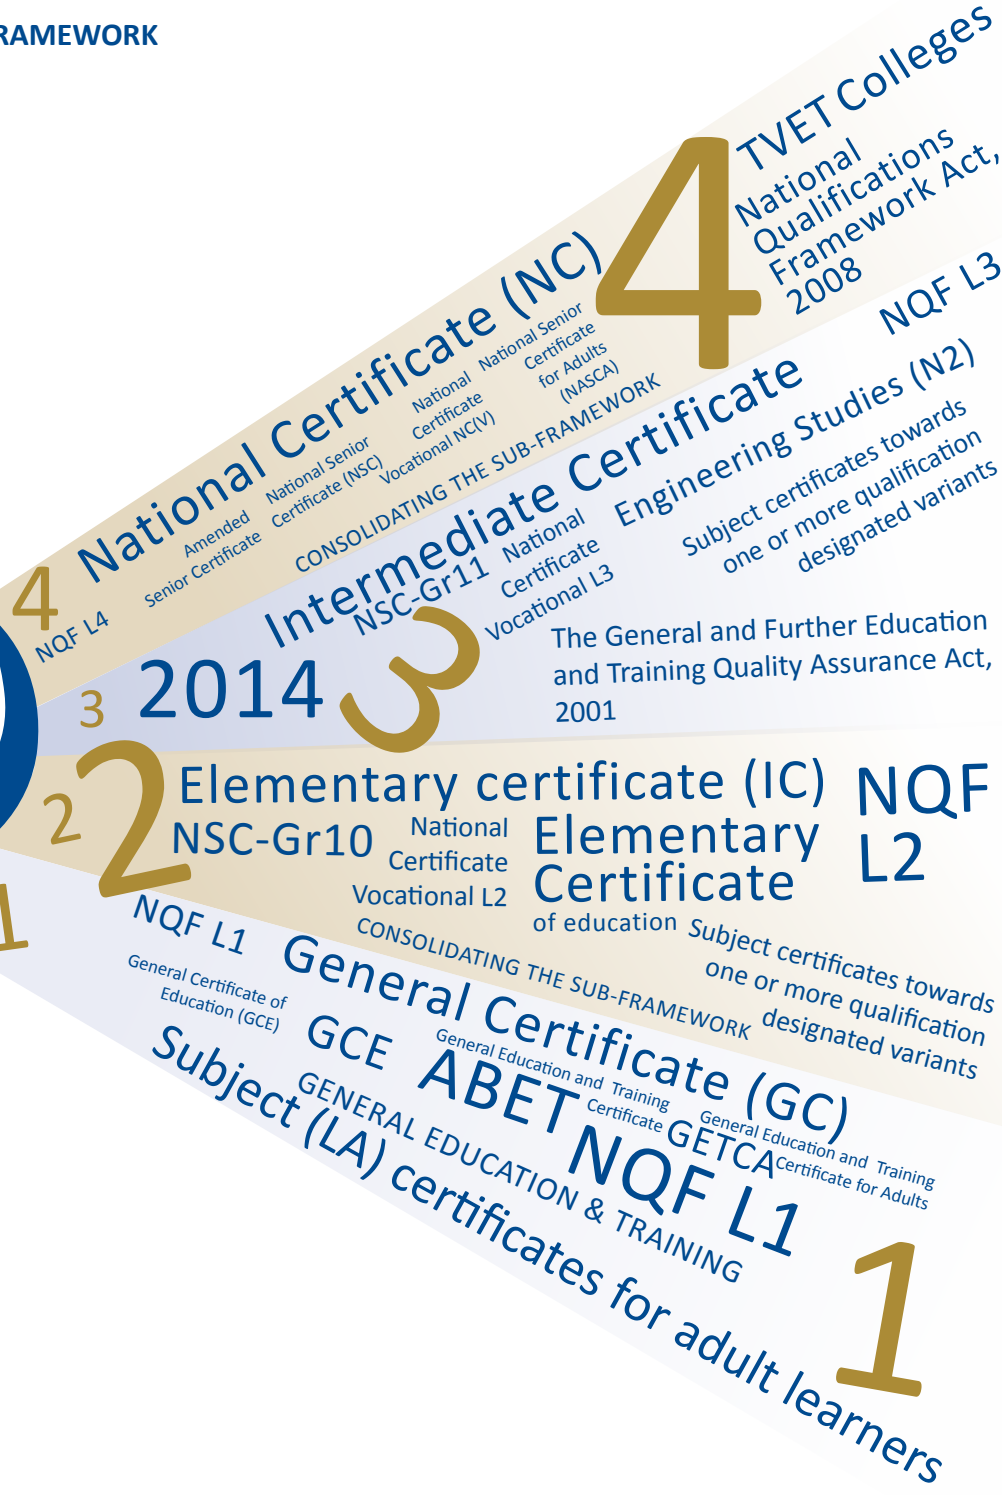 RAMEWORK
TVET Colleges
National
Qualifications
Framework Act,
2008
4
National Certificate (NC)
National Senior
Certificate
for Adults
(NASCA)
National
Certificate
Vocational NC(V)
National Senior
Certificate (NSC)
Amended
Senior Certificate
CONSOLIDATING THE SUB-FRAMEWORK
4
NQF L4
NQF L3
Intermediate Certificate
Engineering Studies (N2)
NSC-Gr11
National
Certificate
Vocational L3
Subject certificates towards
one or more qualification
designated variants
3
2014
3
The General and Further Education
and Training Quality Assurance Act,
2001
2
2
Elementary certificate (IC)
NQF
L2
NSC-Gr10
National
Certificate
Vocational L2
Elementary
Certificate
of education
Subject certificates towards
one or more qualification
designated variants
CONSOLIDATING THE SUB-FRAMEWORK
1
NQF L1
General Certificate (GC)
General Certificate of
Education (GCE)
GCE
ABET
General Education and Training
Certificate
GETCA
General Education and Training
Certificate for Adults
NQF L1
GENERAL EDUCATION & TRAINING
Subject (LA) certificates for adult learners
1